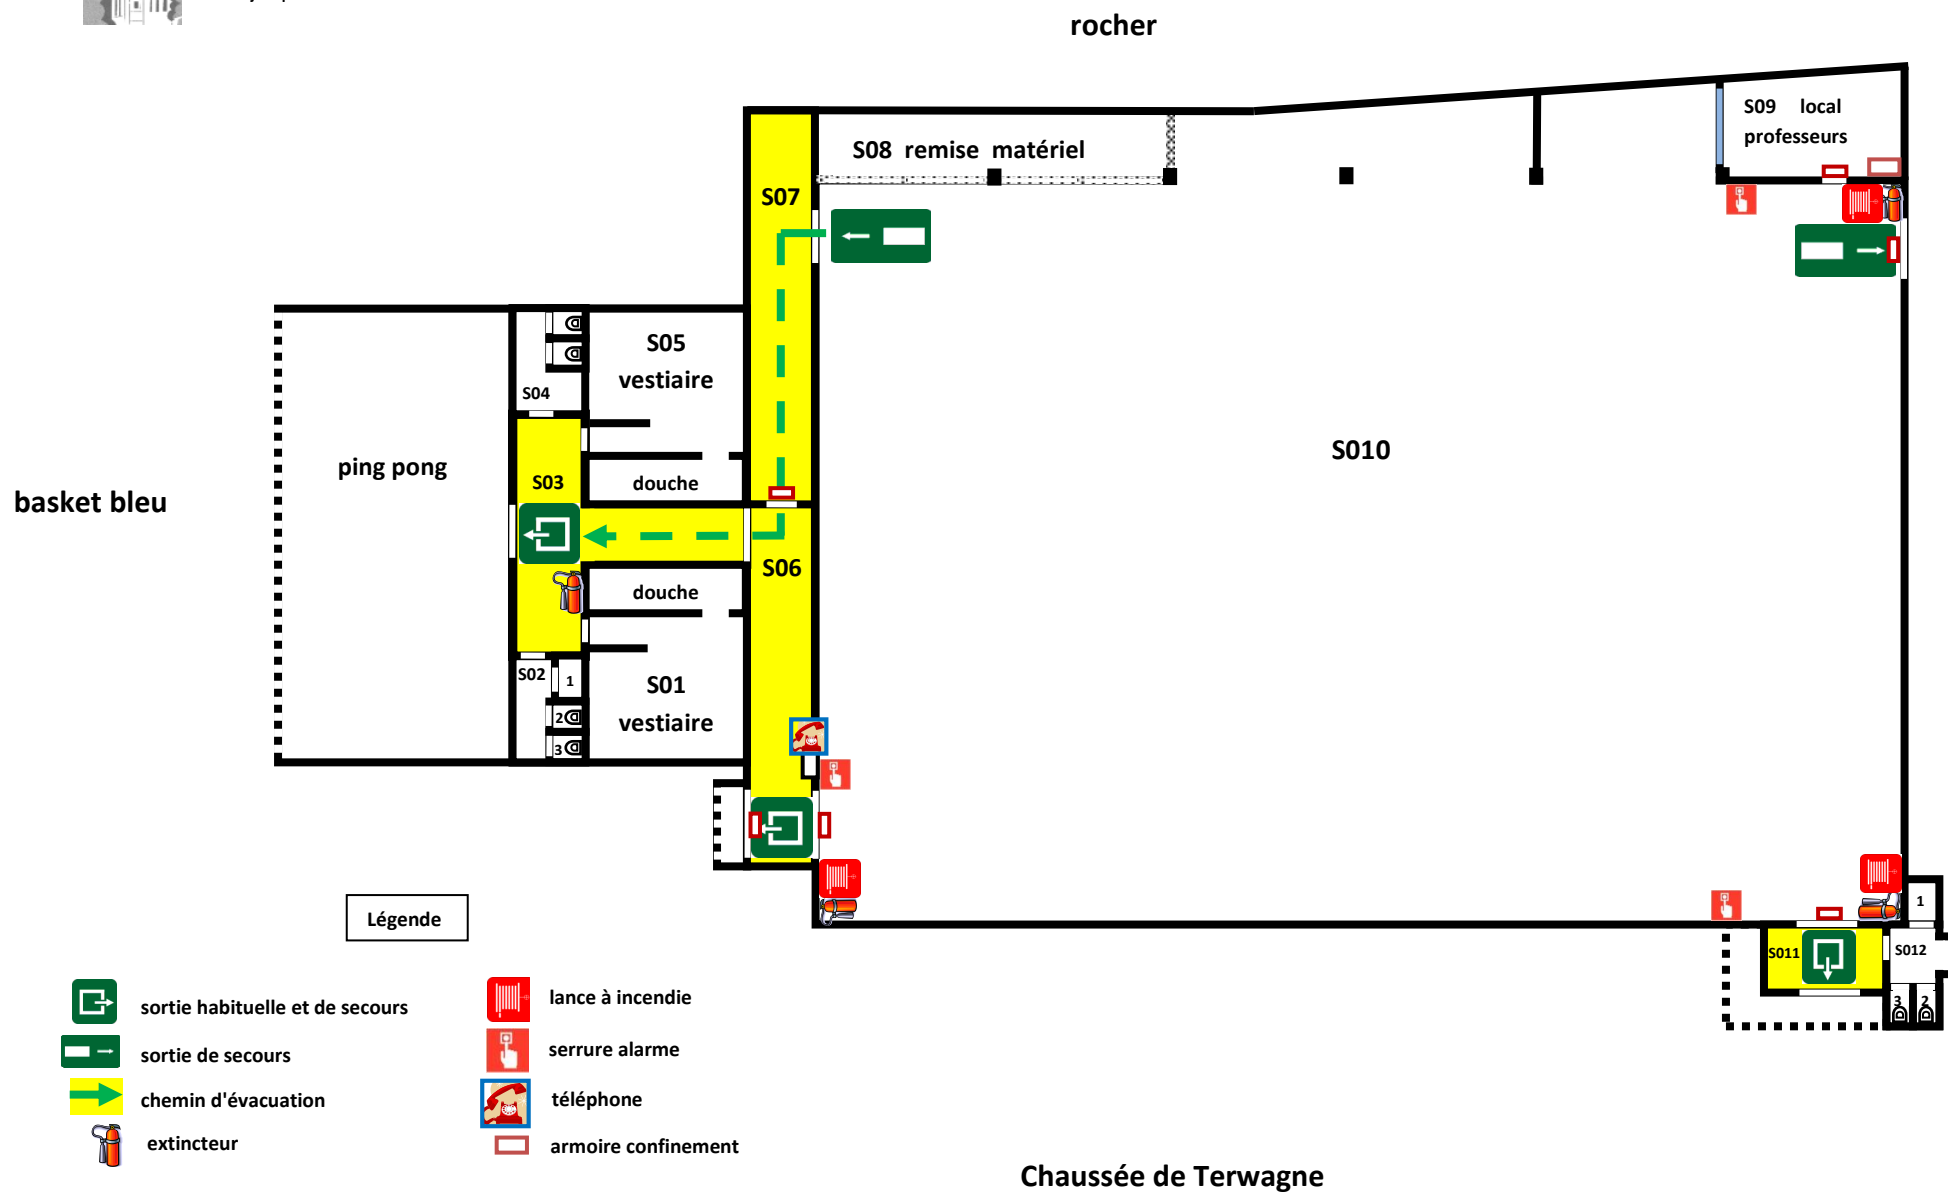 rocher
S09 local
professeurs
S08 remise matériel
S07
S05
vestiaire
S04
S010
ping pong
S03
douche
basket bleu
S06
douche
S02
1
S01
vestiaire
2
3
Légende
1
S011
S012
3
2
sortie habituelle et de secours
lance à incendie
sortie de secours
serrure alarme
chemin d'évacuation
téléphone
extincteur
armoire confinement
Chaussée de Terwagne